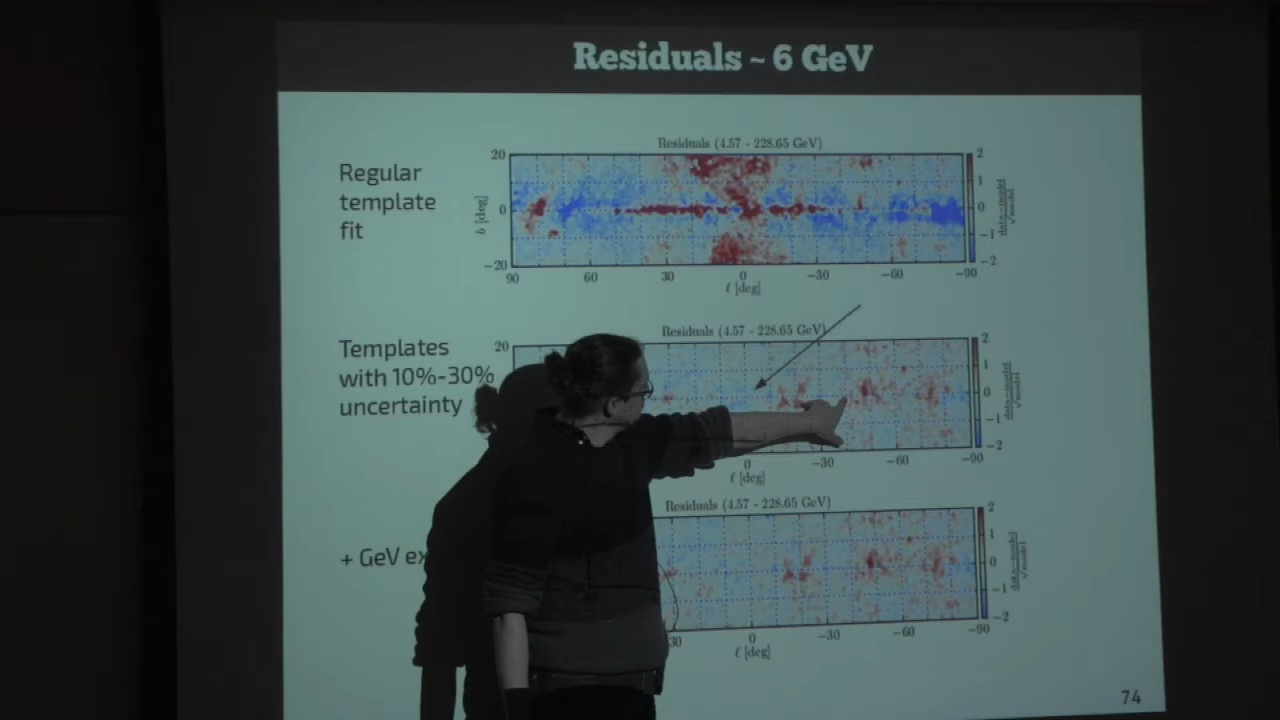 Residuals ~ 6 GeV
Regular
template
fit
Residuals (4.57 - 228.65 GeV)
20
0
−20
b [deg]
90 60 30 0 −30 −60 −90
ℓ [deg]
2
1
0
−1
−2
data−model
√model
Templates
with 10%-30%
uncertainty
Residuals (4.57 - 228.65 GeV)
20
0 −30 −60 −90
ℓ [deg]
2
1
0
−1
−2
data−model
√model
+ GeV
Residuals (4.57 - 228.65 GeV)
30 0 −30 −60 −90
ℓ [deg]
2
1
0
−1
−2
data−model
√model
74